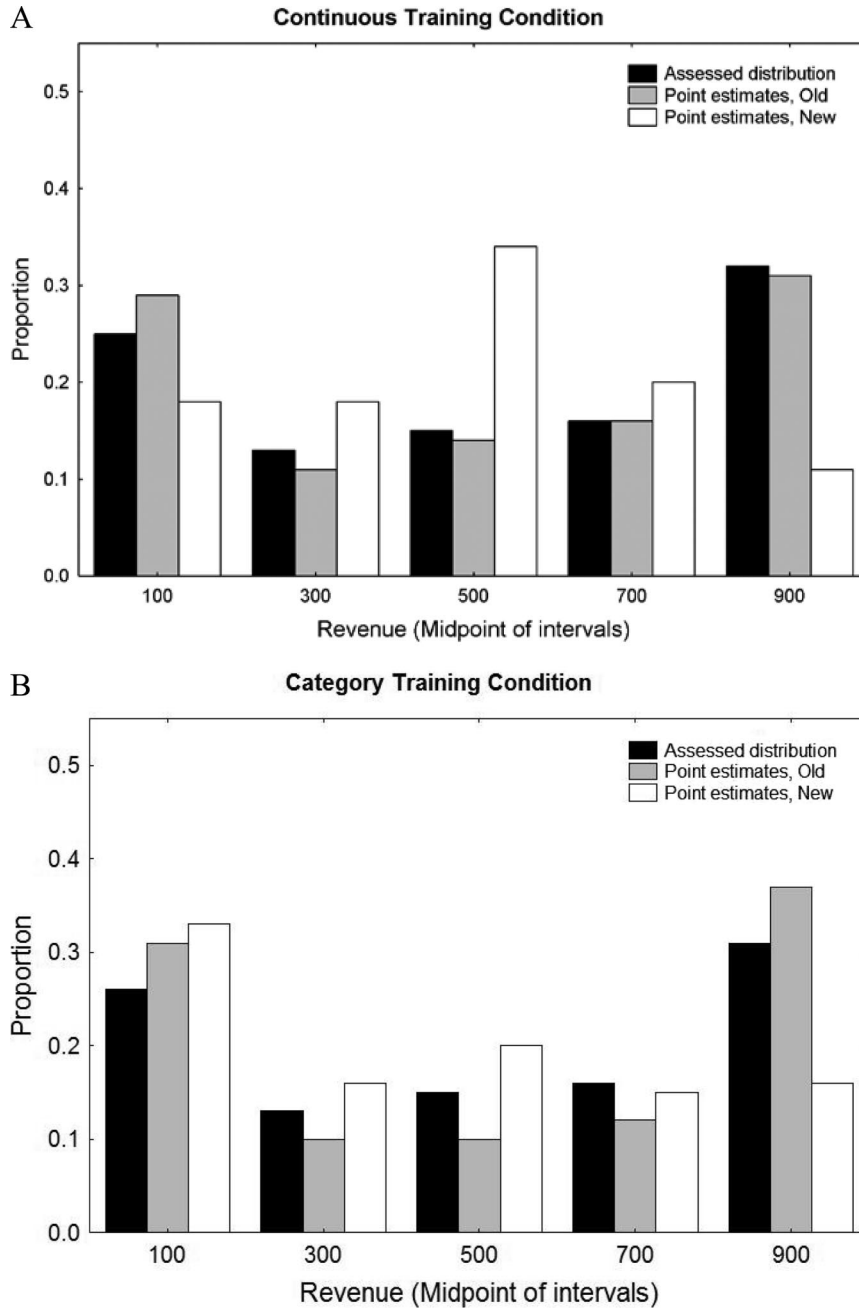 A
Continuous Training Condition
Assessed distribution
Point estimates, Old
Point estimates, New
0.5
0.4
0.3
0.2
0.1
0.0
Proportion
100 300 500 700 900
Revenue (Midpoint of intervals)
B
Category Training Condition
Assessed distribution
Point estimates, Old
Point estimates, New
0.5
0.4
0.3
0.2
0.1
0.0
Proportion
100 300 500 700 900
Revenue (Midpoint of intervals)